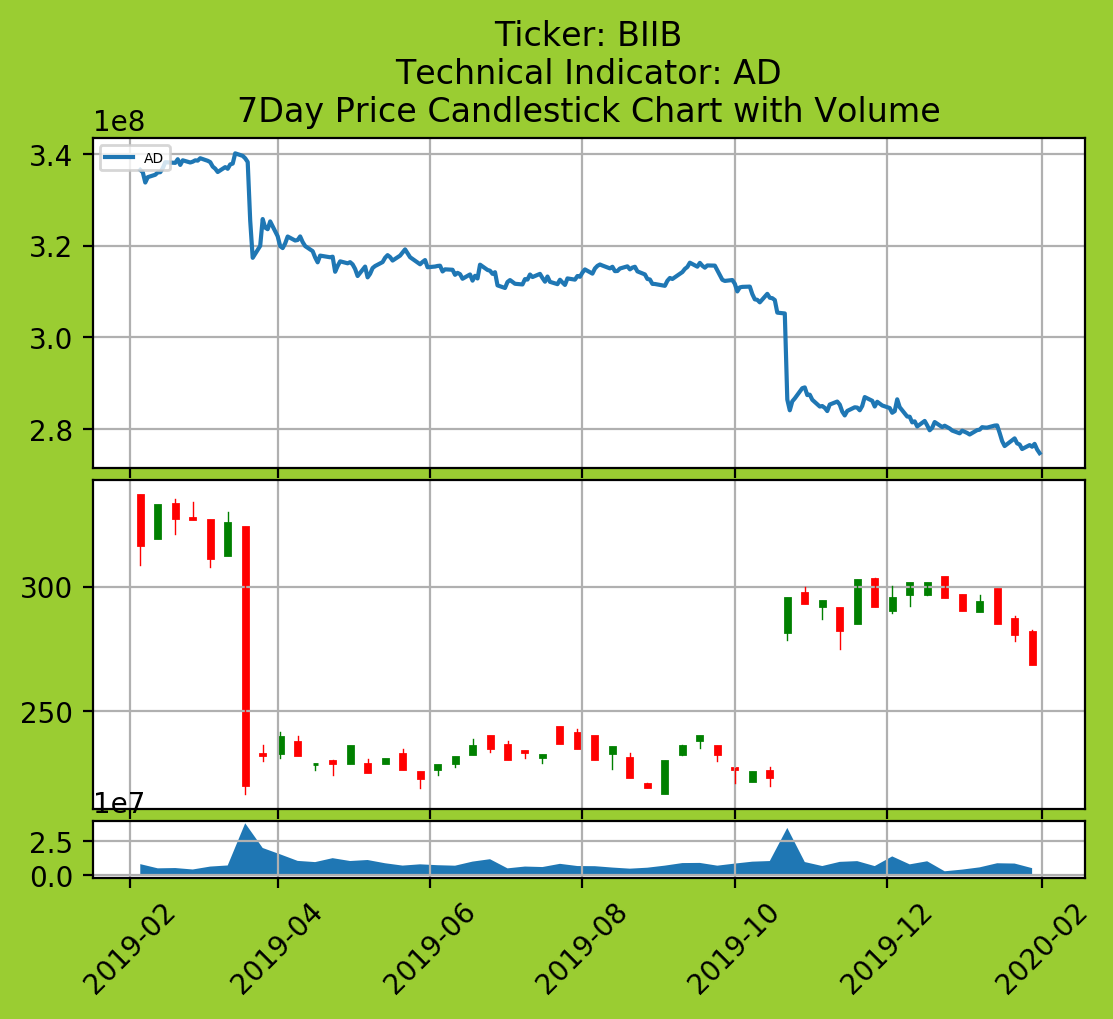 Ticker: BIIB
Technical Indicator: AD
7Day Price Candlestick Chart with Volume
1e8
AD
3.4
3.2
3.0
2.8
300
250
1e7
2.5
0.0
2019-02
2019-04
2019-06
2019-08
2019-10
2019-12
2020-02